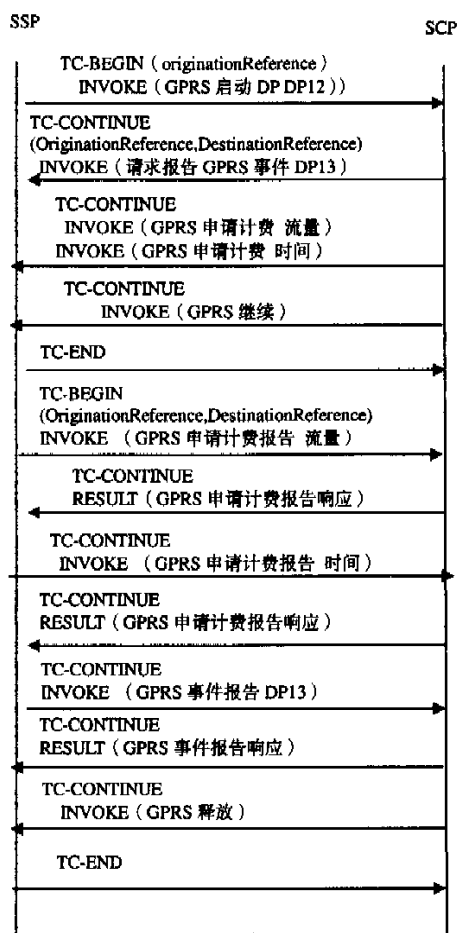 SSP
SCP
TC-BEGIN（originationReference）
INVOKE（GPRS 启动 DP DP12））
TC-CONTINUE
(OriginationReference,DestinationReference)
INVOKE（请求报告 GPRS 事件 DP13）
TC-CONTINUE
INVOKE（GPRS 申请计费 流量）
INVOKE（GPRS 申请计费 时间）
TC-CONTINUE
INVOKE（GPRS 继续）
TC-END
TC-BEGIN
(OriginationReference,DestinationReference)
INVOKE （GPRS 申请计费报告 流量）
TC-CONTINUE
RESULT（GPRS 申请计费报告响应）
TC-CONTINUE
INVOKE （GPRS 申请计费报告 时间）
TC-CONTINUE
RESULT（GPRS 申请计费报告响应）
TC-CONTINUE
INVOKE （GPRS 事件报告 DP13）
TC-CONTINUE
RESULT（GPRS 事件报告响应）
TC-CONTINUE
INVOKE（GPRS 释放）
TC-END